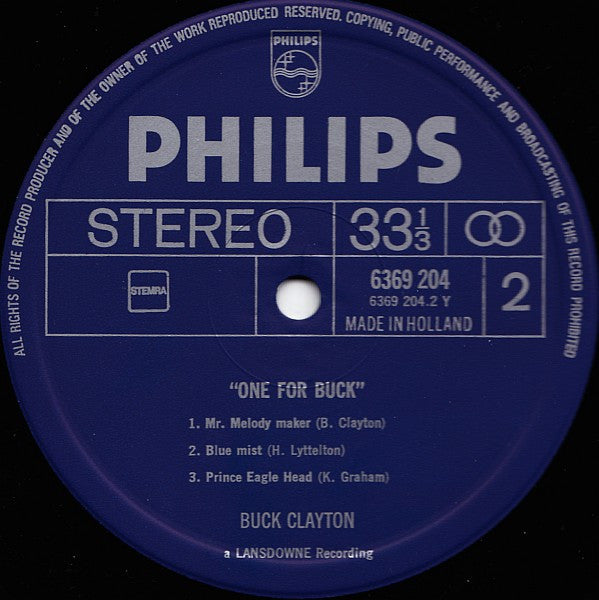 ALL RIGHTS OF THE RECORD PRODUCER AND OF THE OWNER OF THE WORK REPRODUCED RESERVED. COPYING, PUBLIC PERFORMANCE AND BROADCASTING OF THIS RECORD PROHIBITED
PHILIPS
PHILIPS
STEREO 33⅓
STEMRA
6369 204
6369 204.2 Y
MADE IN HOLLAND
2
"ONE FOR BUCK"
1. Mr. Melody maker (B. Clayton)
2. Blue mist (H. Lyttelton)
3. Prince Eagle Head (K. Graham)
BUCK CLAYTON
a LANSDOWNE Recording